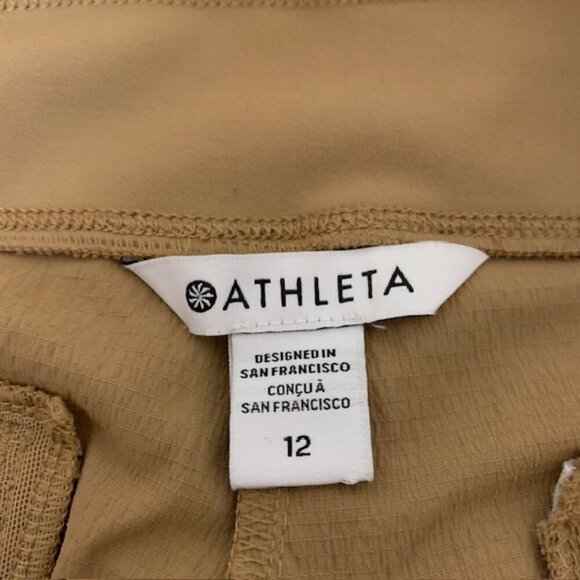 ATHLETA
DESIGNED IN
SAN FRANCISCO
CONÇU À
SAN FRANCISCO
12